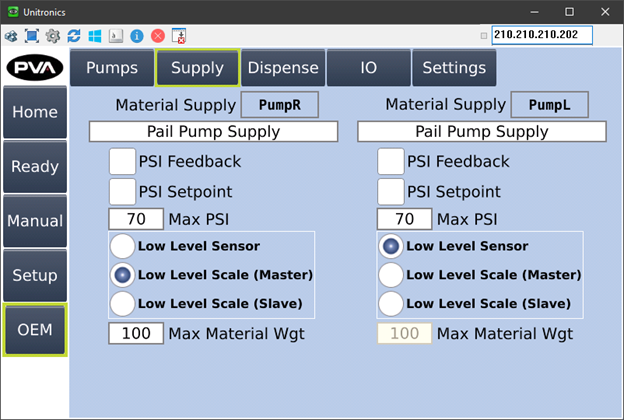 Unitronics
210.210.210.202
PVA
Pumps Supply Dispense IO Settings
Home
Ready
Manual
Setup
OEM
Material Supply PumpR
Pail Pump Supply
PSI Feedback
PSI Setpoint
70 Max PSI
Low Level Sensor
Low Level Scale (Master)
Low Level Scale (Slave)
100 Max Material Wgt
Material Supply PumpL
Pail Pump Supply
PSI Feedback
PSI Setpoint
70 Max PSI
Low Level Sensor
Low Level Scale (Master)
Low Level Scale (Slave)
100 Max Material Wgt